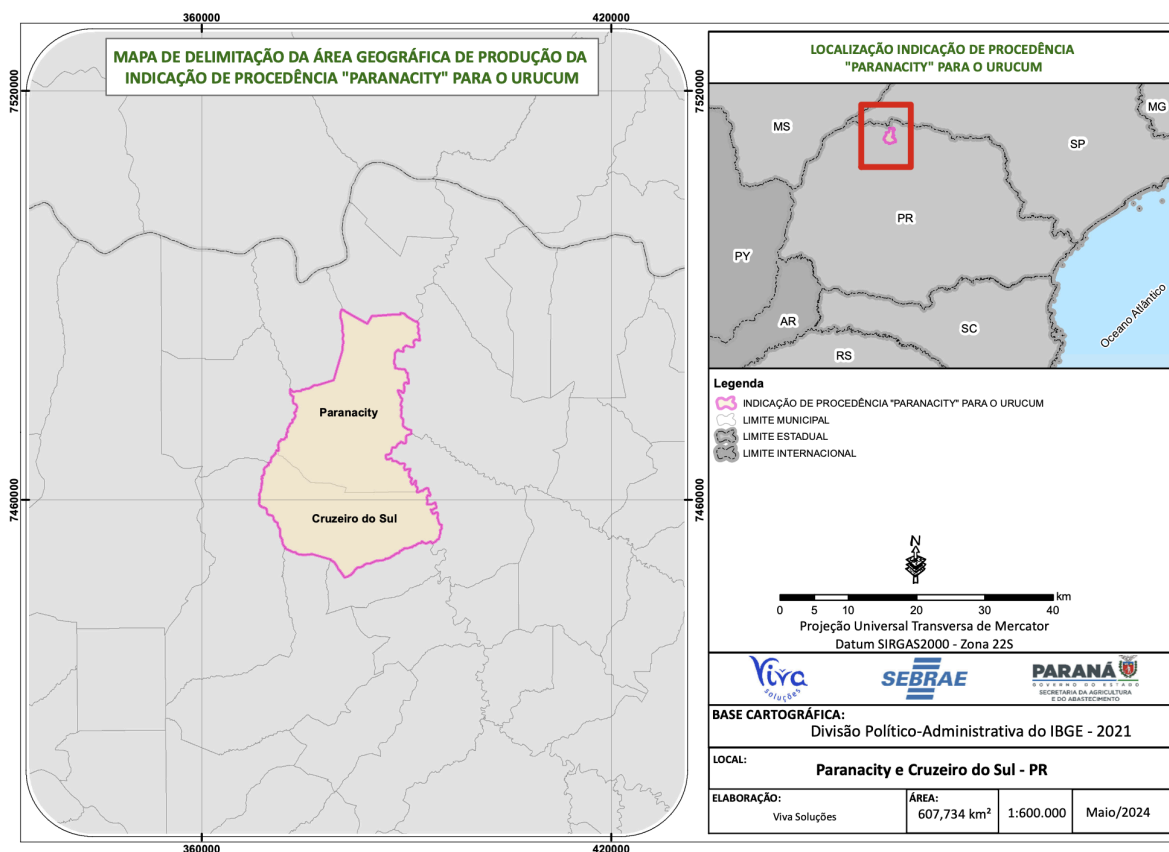 360000
420000
MAPA DE DELIMITAÇÃO DA ÁREA GEOGRÁFICA DE PRODUÇÃO DA
INDICAÇÃO DE PROCEDÊNCIA "PARANACITY" PARA O URUCUM
7520000
7520000
Paranacity
7460000
7460000
Cruzeiro do Sul
360000
420000
LOCALIZAÇÃO INDICAÇÃO DE PROCEDÊNCIA
"PARANACITY" PARA O URUCUM
MG
MS
SP
PR
PY
AR
SC
RS
Oceano Atlântico
Legenda
INDICAÇÃO DE PROCEDÊNCIA "PARANACITY" PARA O URUCUM
LIMITE MUNICIPAL
LIMITE ESTADUAL
LIMITE INTERNACIONAL
N
km
0 5 10 20 30 40
Projeção Universal Transversa de Mercator
Datum SIRGAS2000 - Zona 22S
Viva
soluções
SEBRAE
PARANÁ
GOVERNO DO ESTADO
SECRETARIA DA AGRICULTURA
E DO ABASTECIMENTO
BASE CARTOGRÁFICA:
Divisão Político-Administrativa do IBGE - 2021
LOCAL:
Paranacity e Cruzeiro do Sul - PR
ELABORAÇÃO:
Viva Soluções
ÁREA:
607,734 km²
1:600.000
Maio/2024